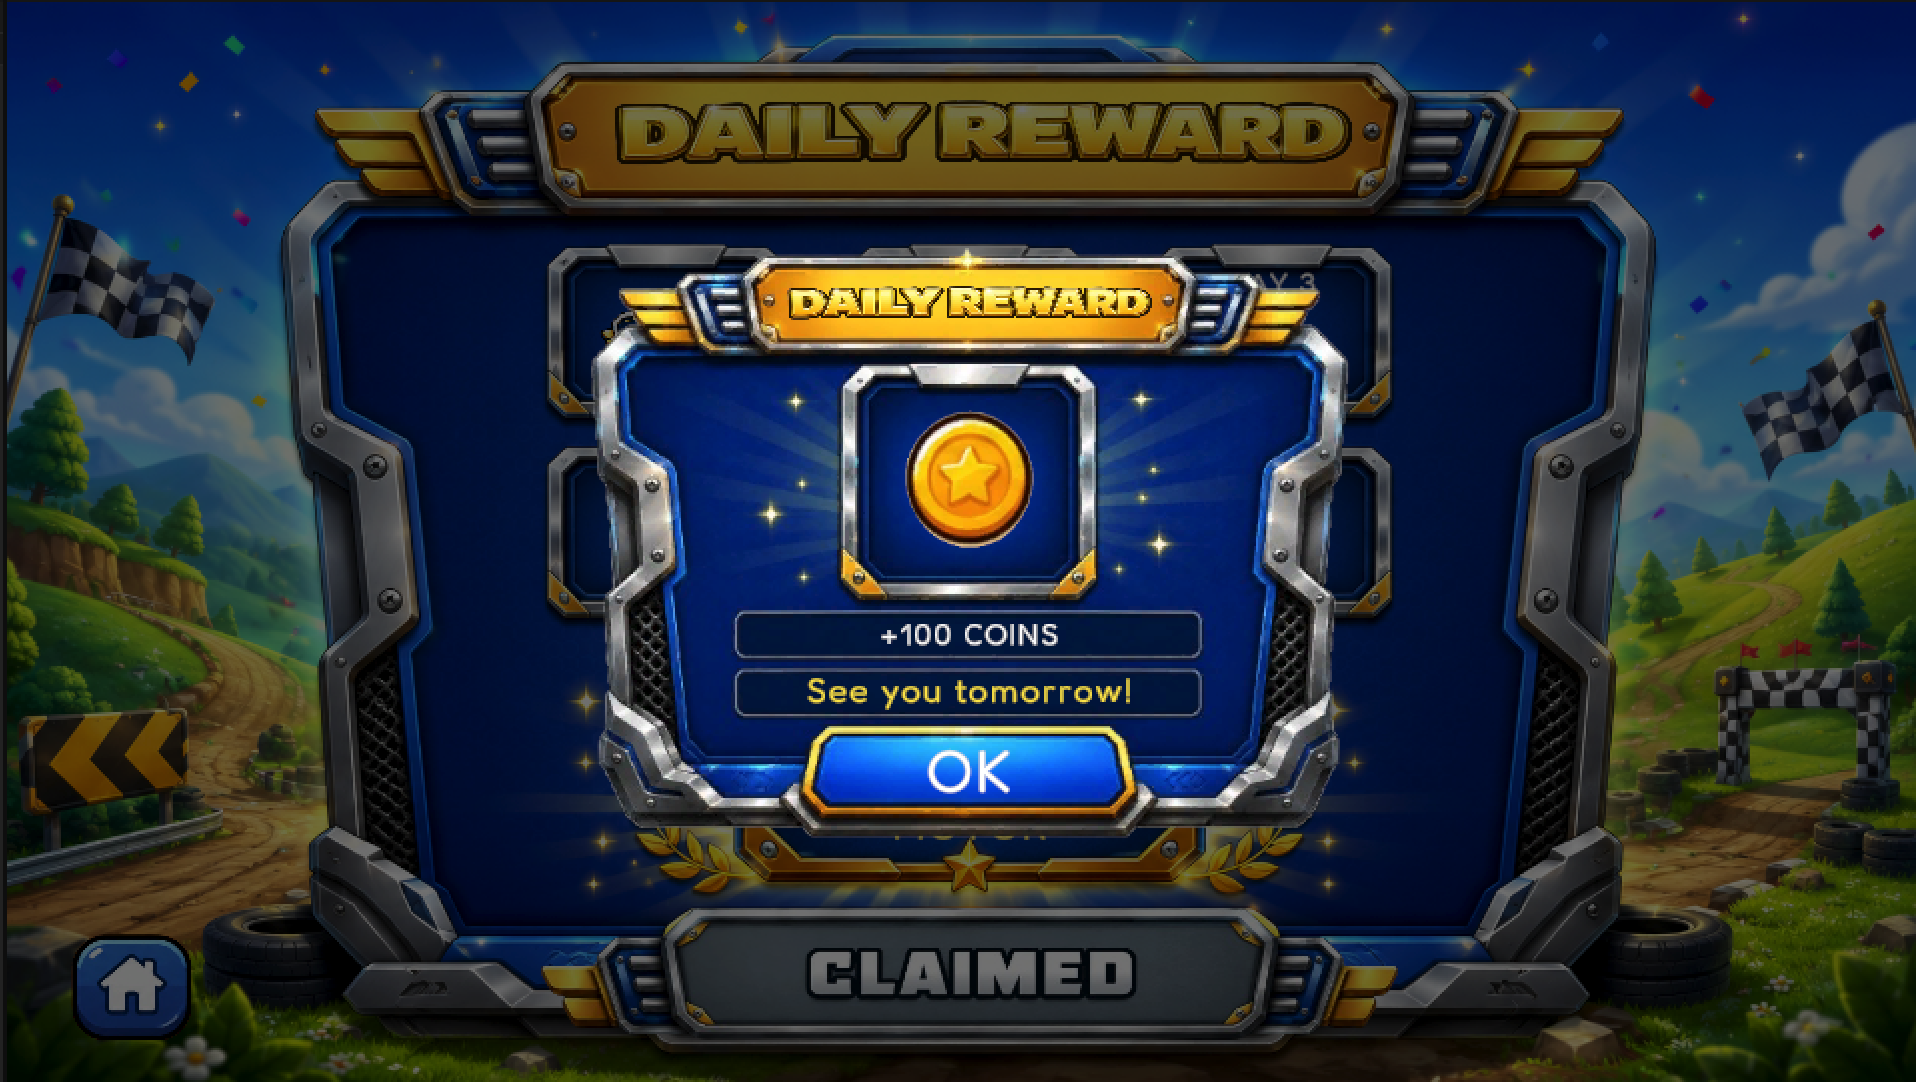 DAILY REWARD
DAILY REWARD
+100 COINS
See you tomorrow!
OK
CLAIMED